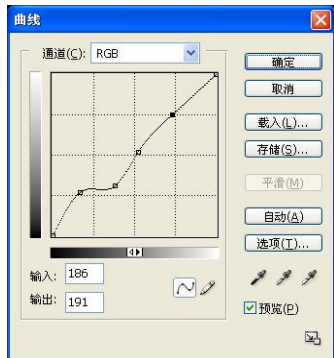 曲线
通道(C): RGB
确定
取消
载入(L)...
存储(S)...
平滑(M)
自动(A)
选项(T)...
输入: 186
输出: 191
预览(P)